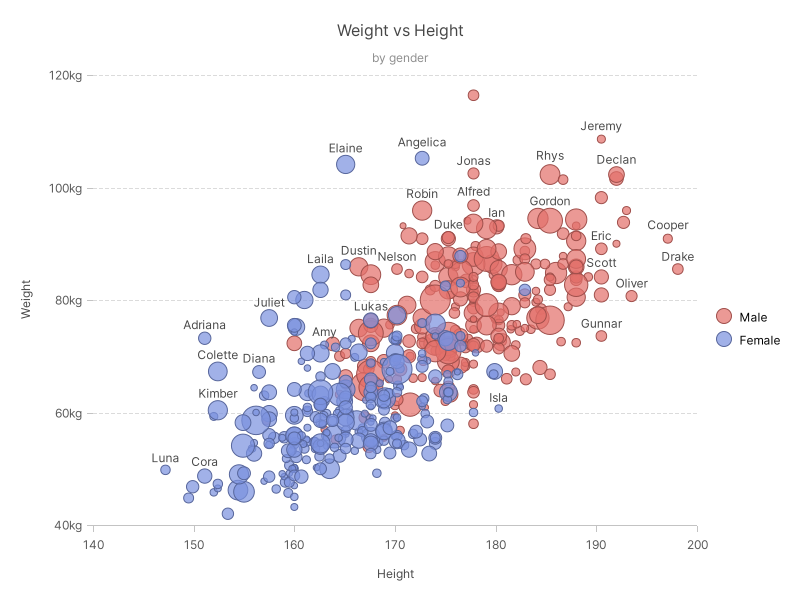 Weight vs Height
by gender
120kg
Jeremy
Angelica
Elaine
Jonas
Rhys
Declan
100kg
Robin
Alfred
Gordon
Duke
Ian
Cooper
Eric
Dustin
Nelson
Laila
Scott
Drake
Oliver
80kg
Juliet
Lukas
Adriana
Amy
Gunnar
Colette
Diana
Kimber
Isla
60kg
Luna
Cora
40kg
140
150
160
170
180
190
200
Weight
Height
Male
Female